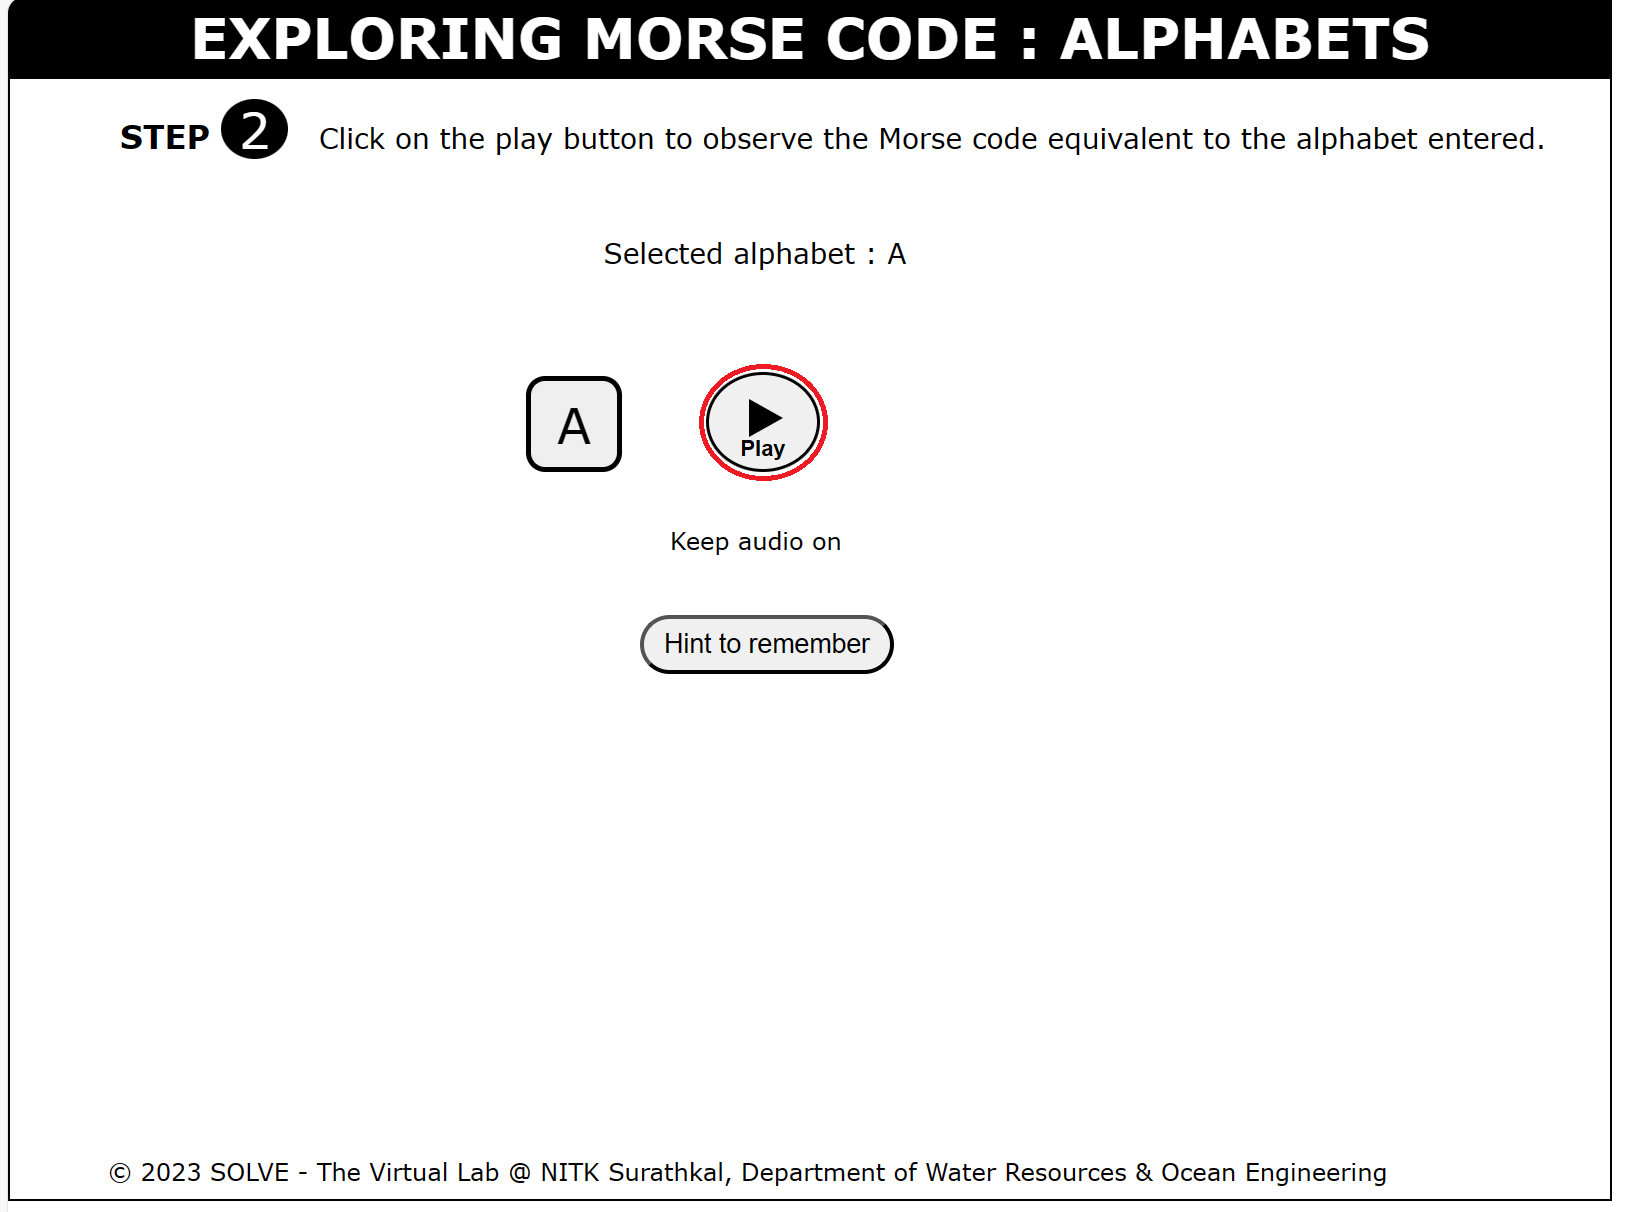 EXPLORING MORSE CODE : ALPHABETS
STEP 2 Click on the play button to observe the Morse code equivalent to the alphabet entered.
Selected alphabet : A
A
Play
Keep audio on
Hint to remember
© 2023 SOLVE - The Virtual Lab @ NITK Surathkal, Department of Water Resources & Ocean Engineering